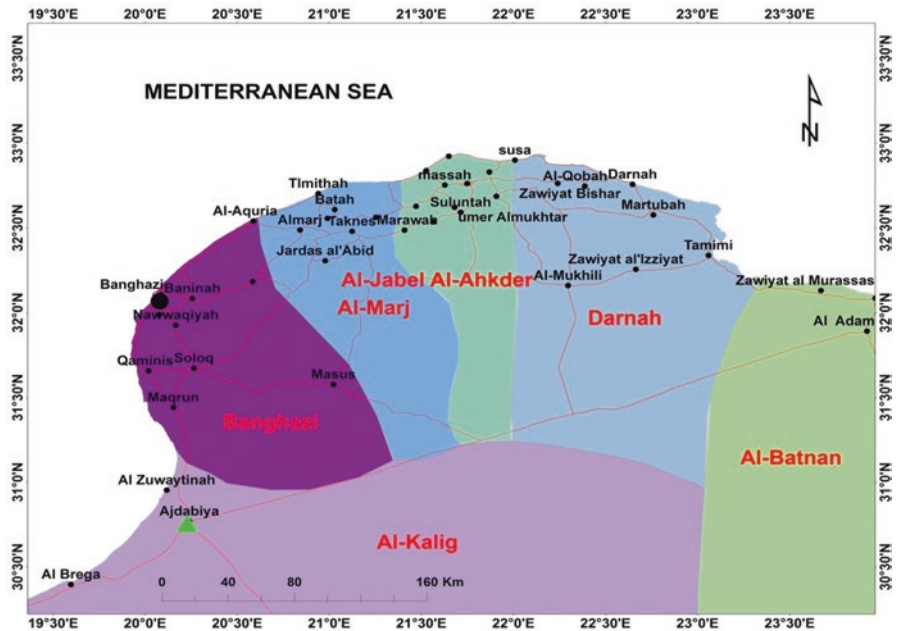 19°30'E 20°0'E 20°30'E 21°0'E 21°30'E 22°0'E 22°30'E 23°0'E 23°30'E
33°30'N 33°30'N
MEDITERRANEAN SEA
N
33°0'N 33°0'N
susa
massah
Al-Qobah Darnah
Tlmithah
Zawiyat Bishar
Batah
Suluntah
Martubah
Al-Aquria
Almarj Taknes Marawah
umer Almukhtar
32°30'N 32°30'N
Jardas al'Abid
Tamimi
Zawiyat al'Izziyat
Al-Jabel Al-Ahkder
Al-Mukhili
Banghazi Baninah
Zawiyat al Murassas
Al-Marj
32°0'N 32°0'N
Nawwaqiyah
Darnah
Al Adam
Qaminis Soloq
Masus
31°30'N 31°30'N
Maqrun
Banghazi
Al-Batnan
31°0'N 31°0'N
Al Zuwaytinah
Ajdabiya
Al-Kalig
30°30'N 30°30'N
Al Brega
0 40 80 160 Km
19°30'E 20°0'E 20°30'E 21°0'E 21°30'E 22°0'E 22°30'E 23°0'E 23°30'E